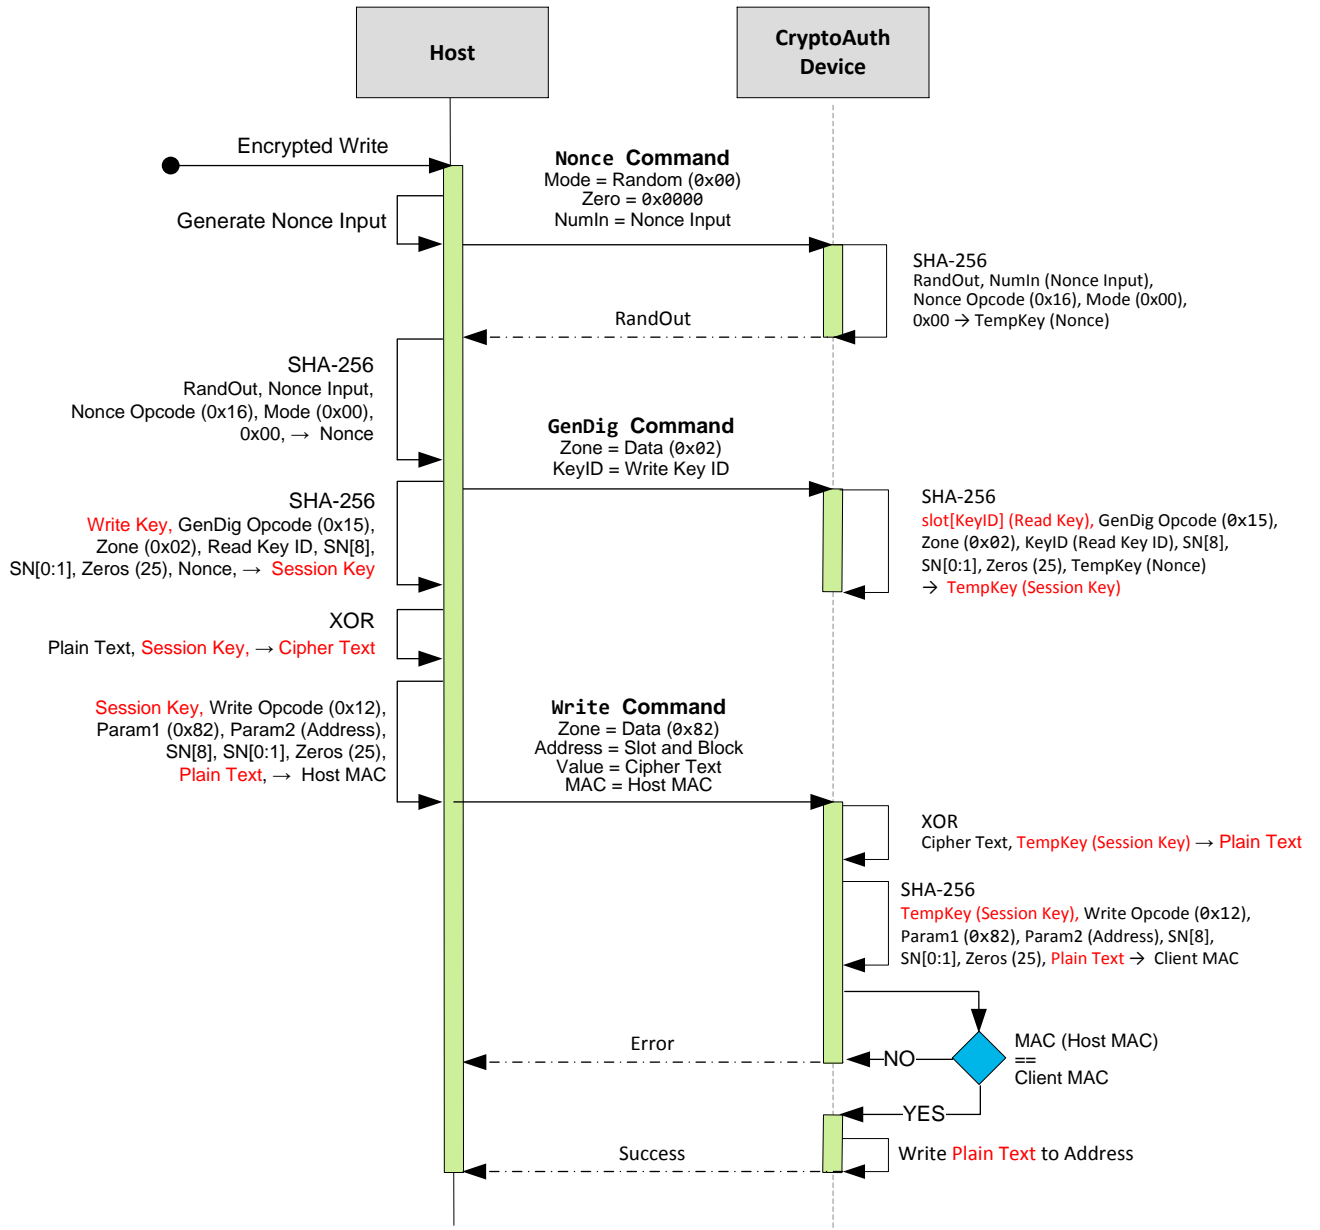 Host
CryptoAuth
Device
Encrypted Write
Nonce Command
Mode = Random (0x00)
Zero = 0x0000
NumIn = Nonce Input
Generate Nonce Input
SHA-256
RandOut, NumIn (Nonce Input),
Nonce Opcode (0x16), Mode (0x00),
0x00 → TempKey (Nonce)
RandOut
SHA-256
RandOut, Nonce Input,
Nonce Opcode (0x16), Mode (0x00),
0x00, → Nonce
GenDig Command
Zone = Data (0x02)
KeyID = Write Key ID
SHA-256
Write Key, GenDig Opcode (0x15),
Zone (0x02), Read Key ID, SN[8],
SN[0:1], Zeros (25), Nonce, → Session Key
SHA-256
slot[KeyID] (Read Key), GenDig Opcode (0x15),
Zone (0x02), KeyID (Read Key ID), SN[8],
SN[0:1], Zeros (25), TempKey (Nonce)
→ TempKey (Session Key)
XOR
Plain Text, Session Key, → Cipher Text
Session Key, Write Opcode (0x12),
Param1 (0x82), Param2 (Address),
SN[8], SN[0:1], Zeros (25),
Plain Text, → Host MAC
Write Command
Zone = Data (0x82)
Address = Slot and Block
Value = Cipher Text
MAC = Host MAC
XOR
Cipher Text, TempKey (Session Key) → Plain Text
SHA-256
TempKey (Session Key), Write Opcode (0x12),
Param1 (0x82), Param2 (Address), SN[8],
SN[0:1], Zeros (25), Plain Text → Client MAC
Error
NO
MAC (Host MAC)
==
Client MAC
YES
Success
Write Plain Text to Address